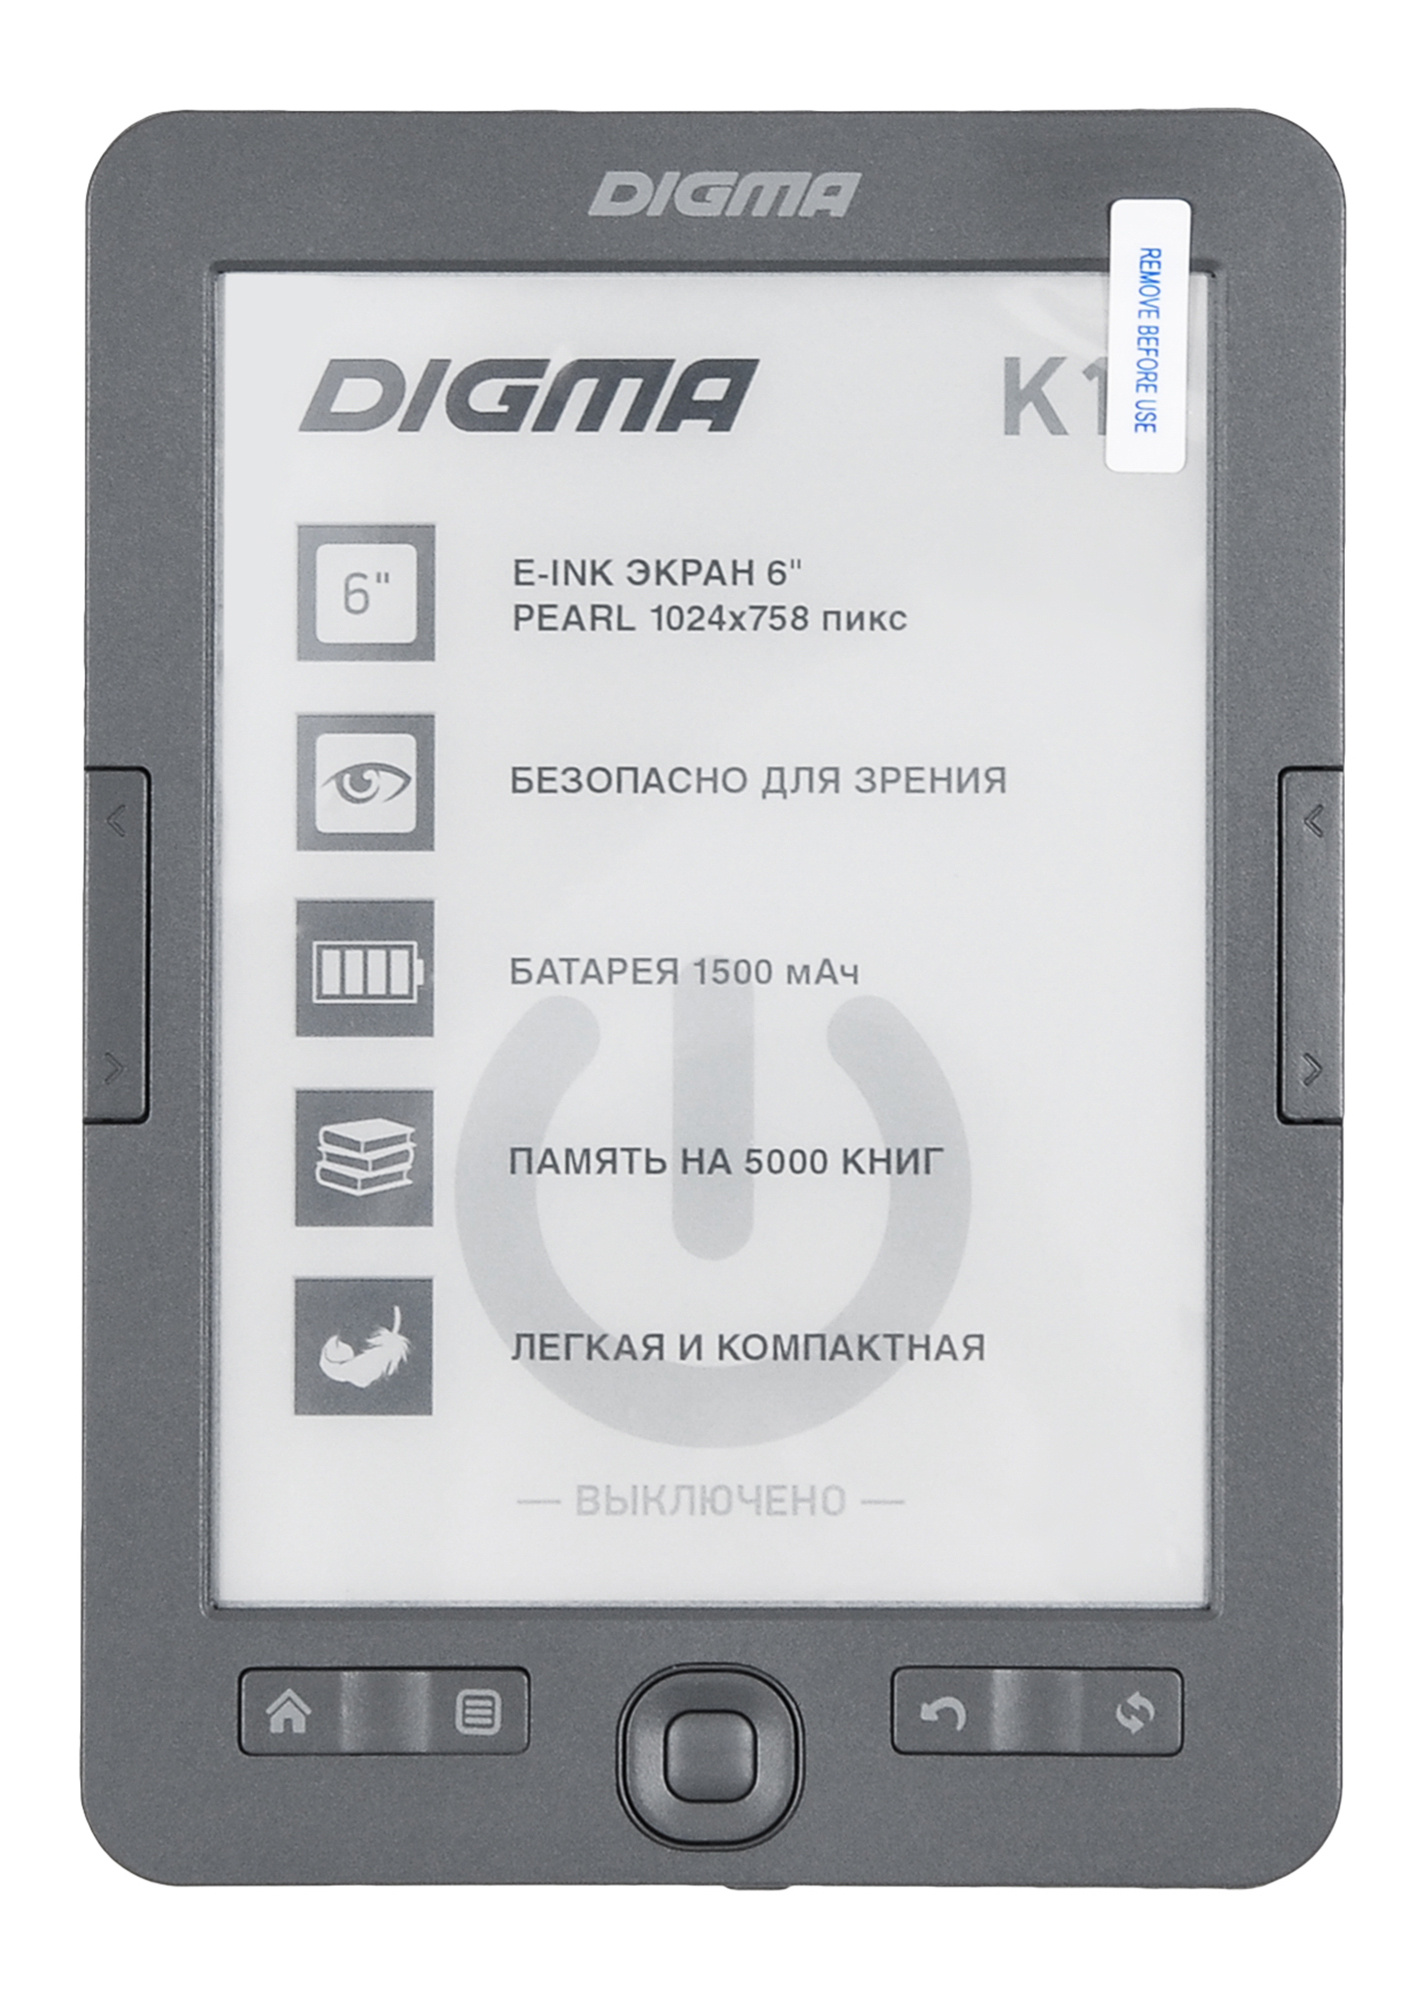 DIGMA
REMOVE BEFORE USE
DIGMA K1
6"
E-INK ЭКРАН 6"
PEARL 1024x758 пикс
БЕЗОПАСНО ДЛЯ ЗРЕНИЯ
БАТАРЕЯ 1500 мАч
ПАМЯТЬ НА 5000 КНИГ
ЛЕГКАЯ И КОМПАКТНАЯ
— ВЫКЛЮЧЕНО —